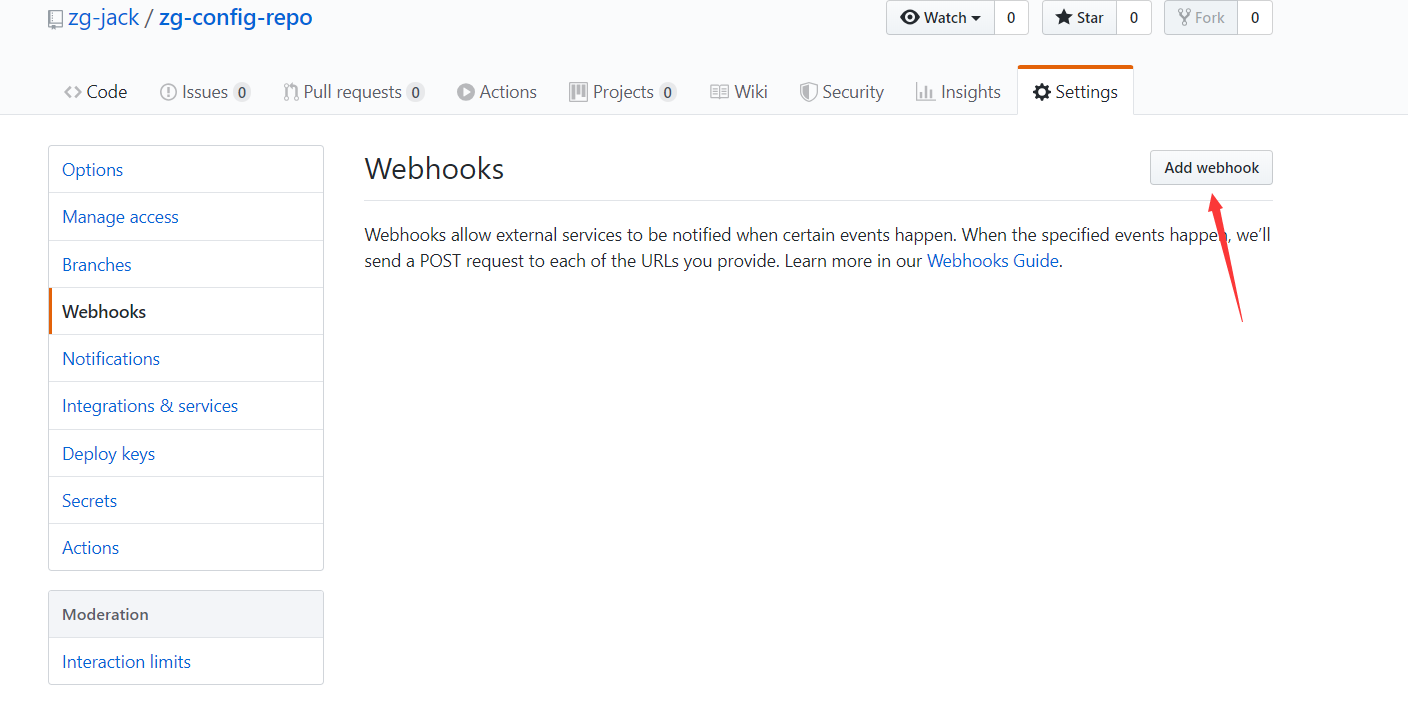 zg-jack / zg-config-repo
Watch 0 Star 0 Fork 0
Code Issues 0 Pull requests 0 Actions Projects 0 Wiki Security Insights Settings
Options
Manage access
Branches
Webhooks
Notifications
Integrations & services
Deploy keys
Secrets
Actions
Moderation
Interaction limits
Webhooks
Add webhook
Webhooks allow external services to be notified when certain events happen. When the specified events happen, we’ll
send a POST request to each of the URLs you provide. Learn more in our Webhooks Guide.